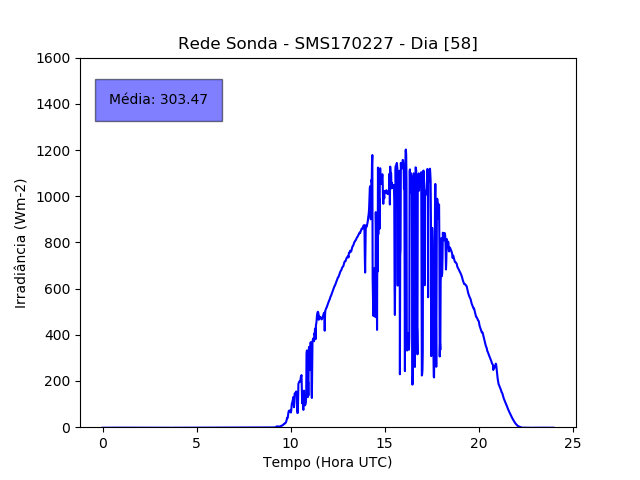 Rede Sonda - SMS170227 - Dia [58]
1600
1400
1200
1000
800
600
400
200
0
Média: 303.47
Irradiância (Wm-2)
0 5 10 15 20 25
Tempo (Hora UTC)